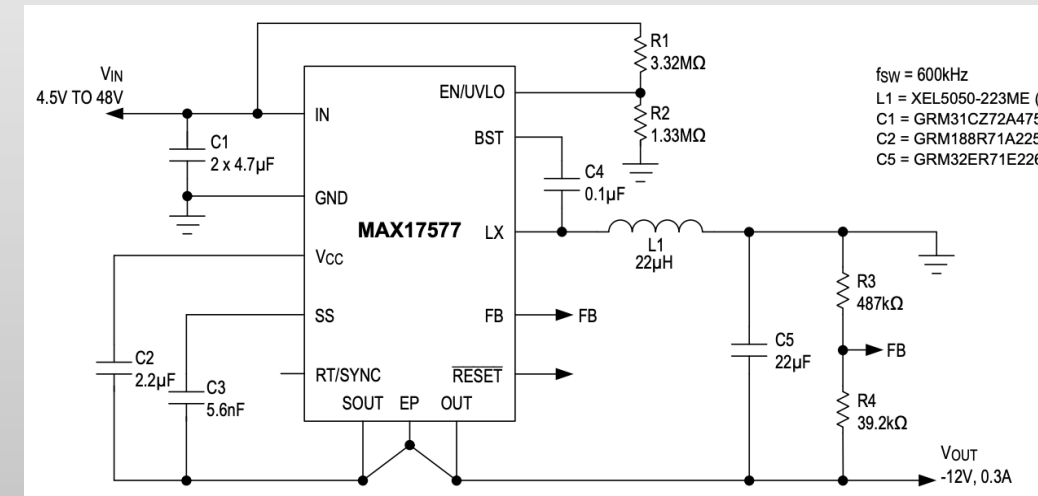 VIN
4.5V TO 48V
C1
2 x 4.7µF
IN
GND
VCC
SS
RT/SYNC
SOUT
EP
OUT
MAX17577
EN/UVLO
BST
LX
FB
RESET
R1
3.32MΩ
R2
1.33MΩ
C4
0.1µF
L1
22µH
FB
C2
2.2µF
C3
5.6nF
C5
22µF
R3
487kΩ
FB
R4
39.2kΩ
VOUT
-12V, 0.3A
fSW = 600kHz
L1 = XEL5050-223ME (
C1 = GRM31CZ72A475
C2 = GRM188R71A225
C5 = GRM32ER71E226